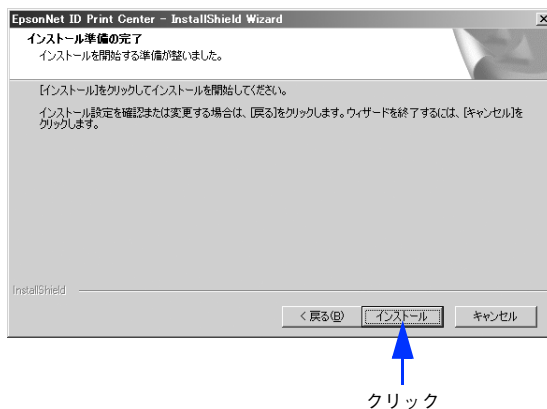 EpsonNet ID Print Center - InstallShield Wizard
インストール準備の完了
インストールを開始する準備が整いました。
[インストール]をクリックしてインストールを開始してください。
インストール設定を確認または変更する場合は、[戻る]をクリックします。ウィザードを終了するには、[キャンセル]を
クリックします。
InstallShield
< 戻る(B) インストール キャンセル
クリック